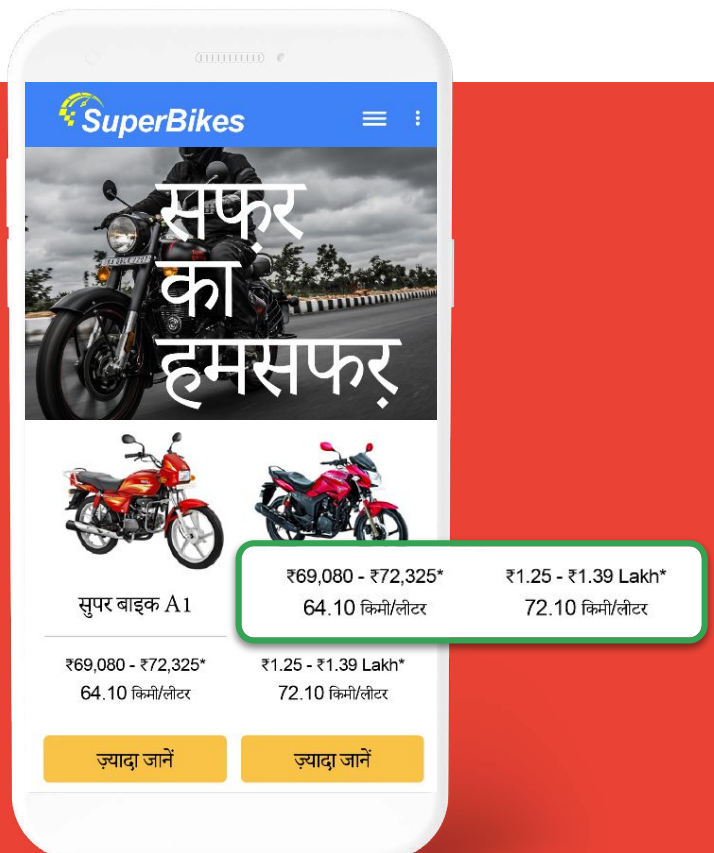 SuperBikes
सफ़र
का
हमसफर
सुपर बाइक A1
₹69,080 - ₹72,325* ₹1.25 - ₹1.39 Lakh*
64.10 किमी/लीटर 72.10 किमी/लीटर
₹69,080 - ₹72,325* ₹1.25 - ₹1.39 Lakh*
64.10 किमी/लीटर 72.10 किमी/लीटर
ज़्यादा जानें ज़्यादा जानें